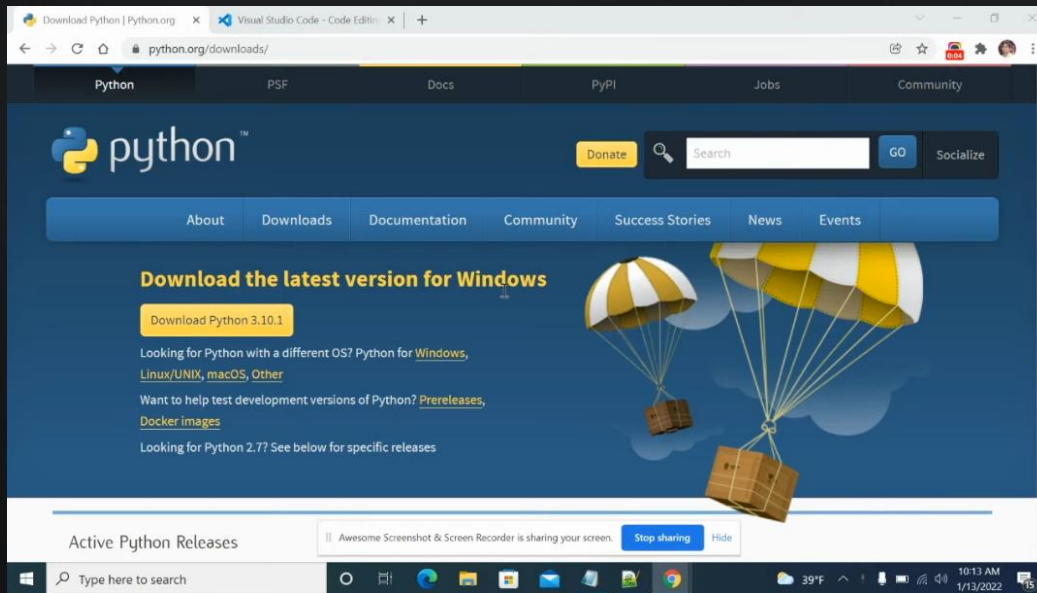 Download Python | Python.org
Visual Studio Code - Code Editin
python.org/downloads/
0:04
Python PSF Docs PyPI Jobs Community
python™
Donate Search GO Socialize
About Downloads Documentation Community Success Stories News Events
Download the latest version for Windows
Download Python 3.10.1
Looking for Python with a different OS? Python for Windows,
Linux/UNIX, macOS, Other
Want to help test development versions of Python? Prereleases,
Docker images
Looking for Python 2.7? See below for specific releases
Active Python Releases
Awesome Screenshot & Screen Recorder is sharing your screen. Stop sharing Hide
Type here to search
39°F
10:13 AM
1/13/2022
15